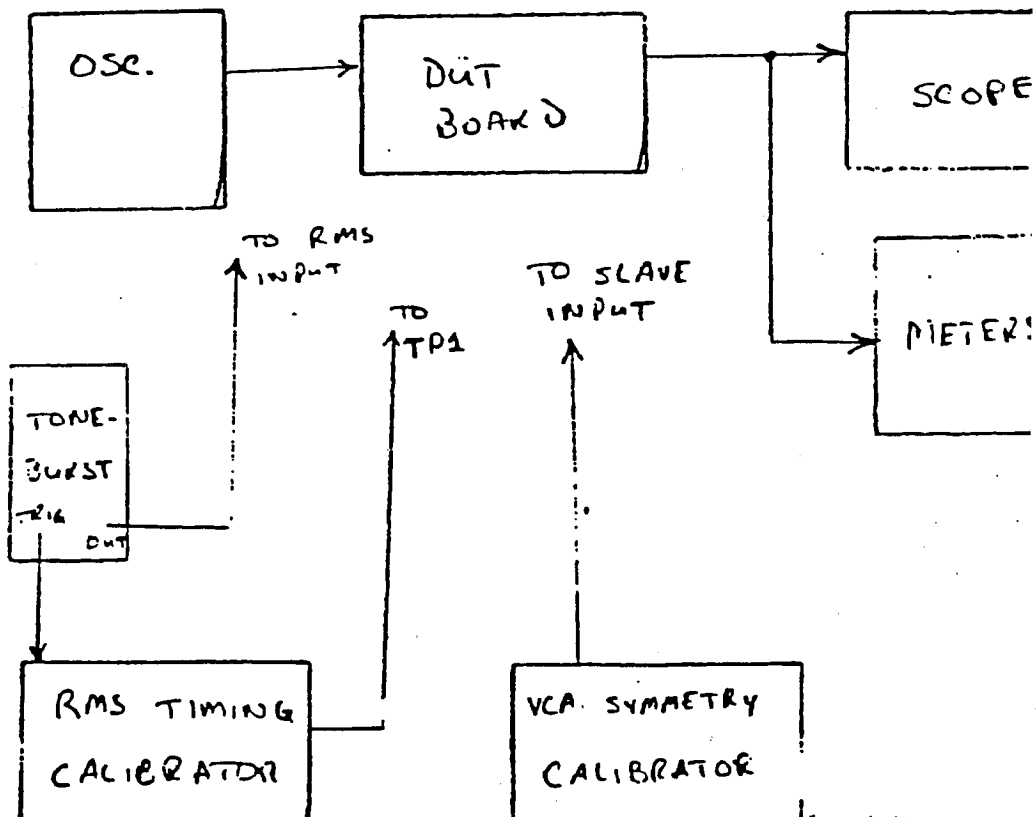 OSC.
DUT
BOARD
SCOPE
TO RMS
INPUT
TO
TP1
TO SLAVE
INPUT
METERS
TONE-
BURST
TRIG
OUT
RMS TIMING
CALIBRATOR
VCA. SYMMETRY
CALIBRATOR